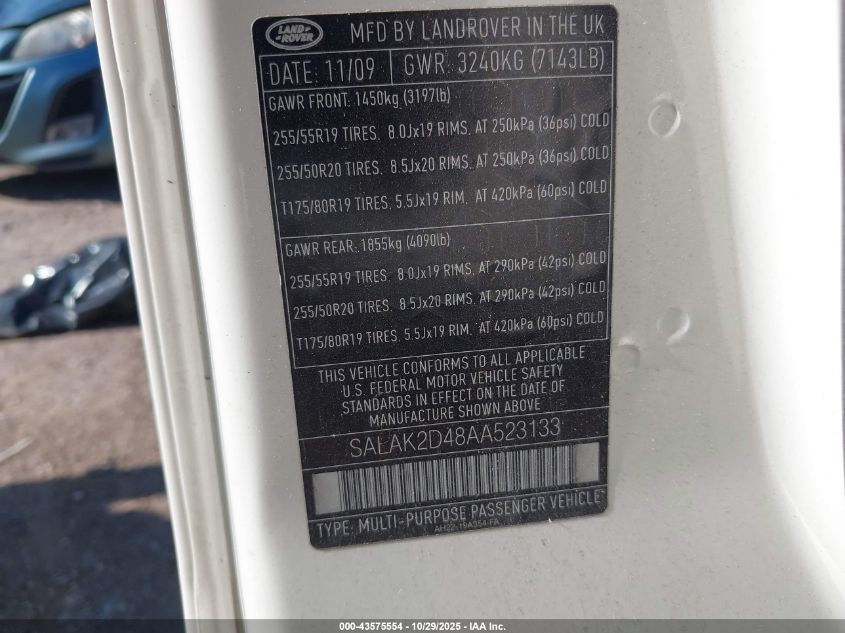 LAND ROVER
MFD BY LANDROVER IN THE UK
DATE: 11/09 GWR: 3240KG (7143LB)
GAWR FRONT: 1450kg (3197lb)
255/55R19 TIRES. 8.0Jx19 RIMS. AT 250kPa (36psi) COLD
255/50R20 TIRES. 8.5Jx20 RIMS. AT 250kPa (36psi) COLD
T175/80R19 TIRES. 5.5Jx19 RIM. AT 420kPa (60psi) COLD
GAWR REAR: 1855kg (4090lb)
255/55R19 TIRES. 8.0Jx19 RIMS. AT 290kPa (42psi) COLD
255/50R20 TIRES. 8.5Jx20 RIMS. AT 290kPa (42psi) COLD
T175/80R19 TIRES. 5.5Jx19 RIM. AT 420kPa (60psi) COLD
THIS VEHICLE CONFORMS TO ALL APPLICABLE
U.S. FEDERAL MOTOR VEHICLE SAFETY
STANDARDS IN EFFECT ON THE DATE OF
MANUFACTURE SHOWN ABOVE
SALAK2D48AA523133
TYPE: MULTI-PURPOSE PASSENGER VEHICLE
AH22-19A354-FA
000-43575554 - 10/29/2025 - IAA Inc.